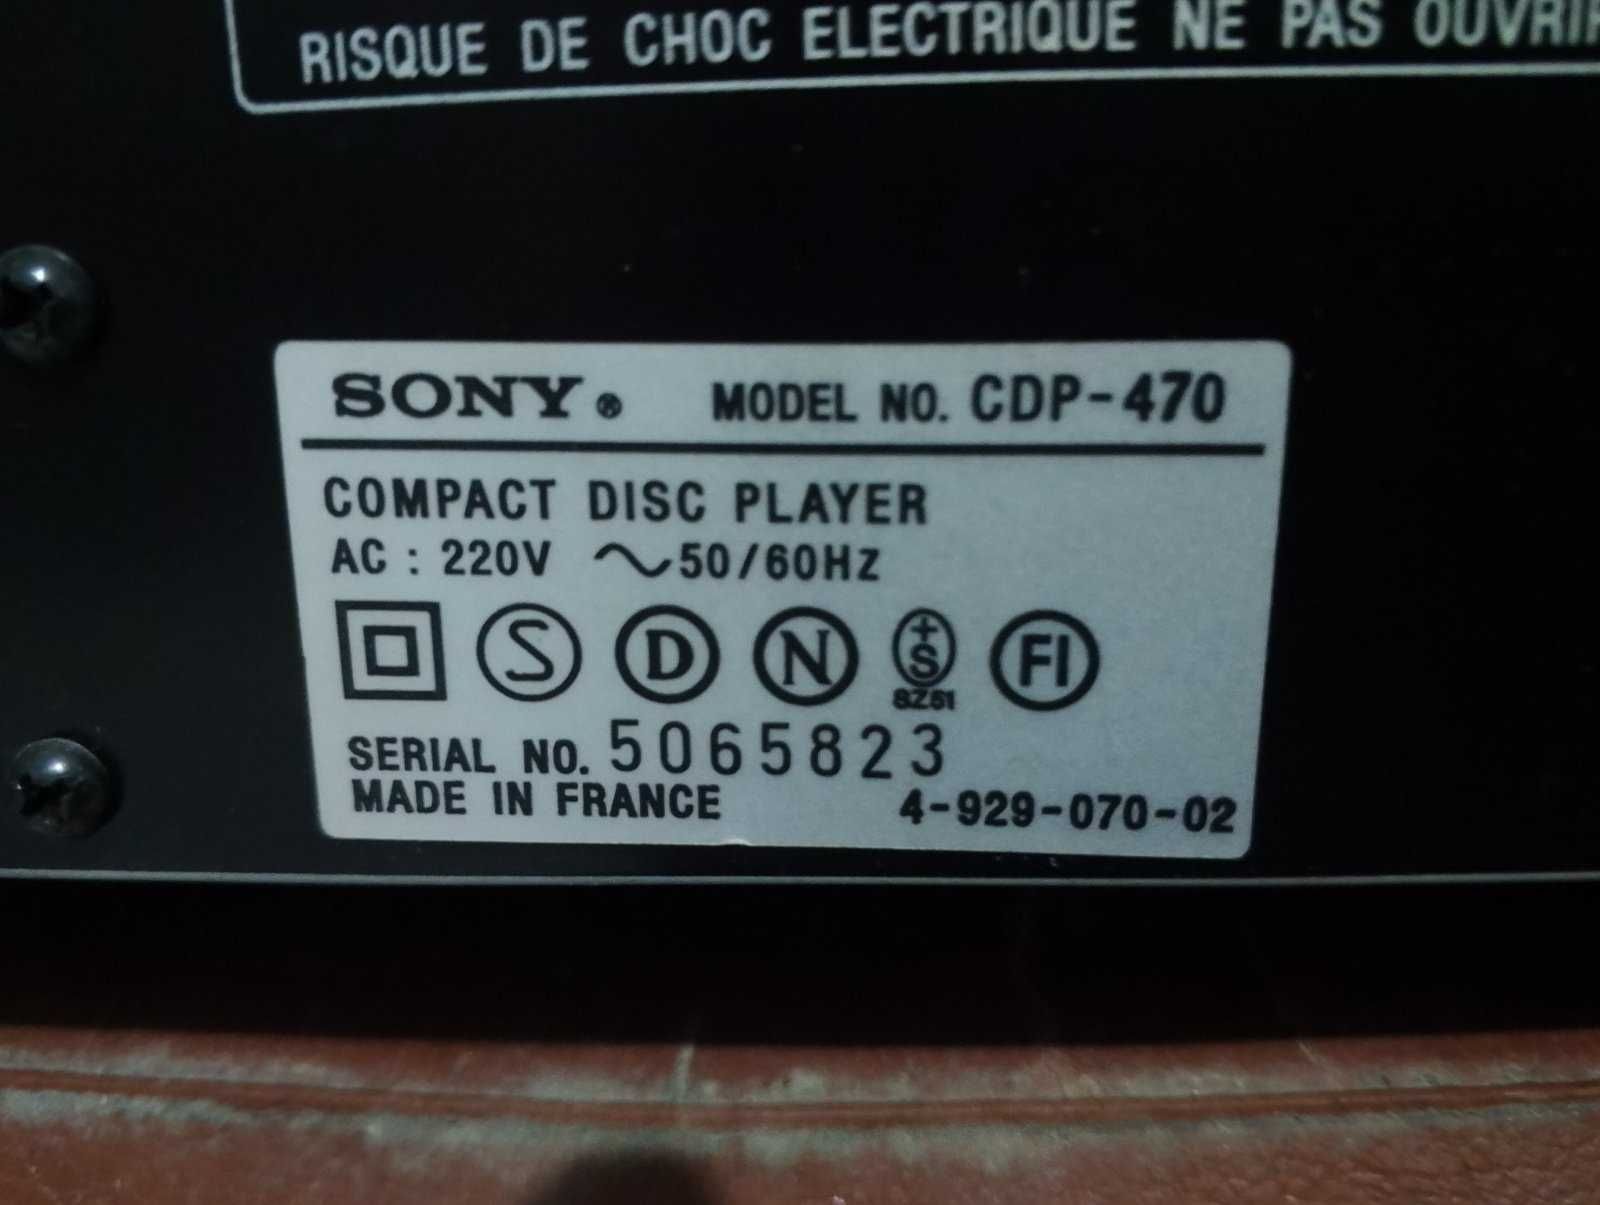 RISQUE DE CHOC ELECTRIQUE NE PAS OUVRIR
SONY® MODEL NO. CDP-470
COMPACT DISC PLAYER
AC : 220V ~50/60Hz
S D N +S FI
SZ51
SERIAL NO. 5065823
MADE IN FRANCE 4-929-070-02